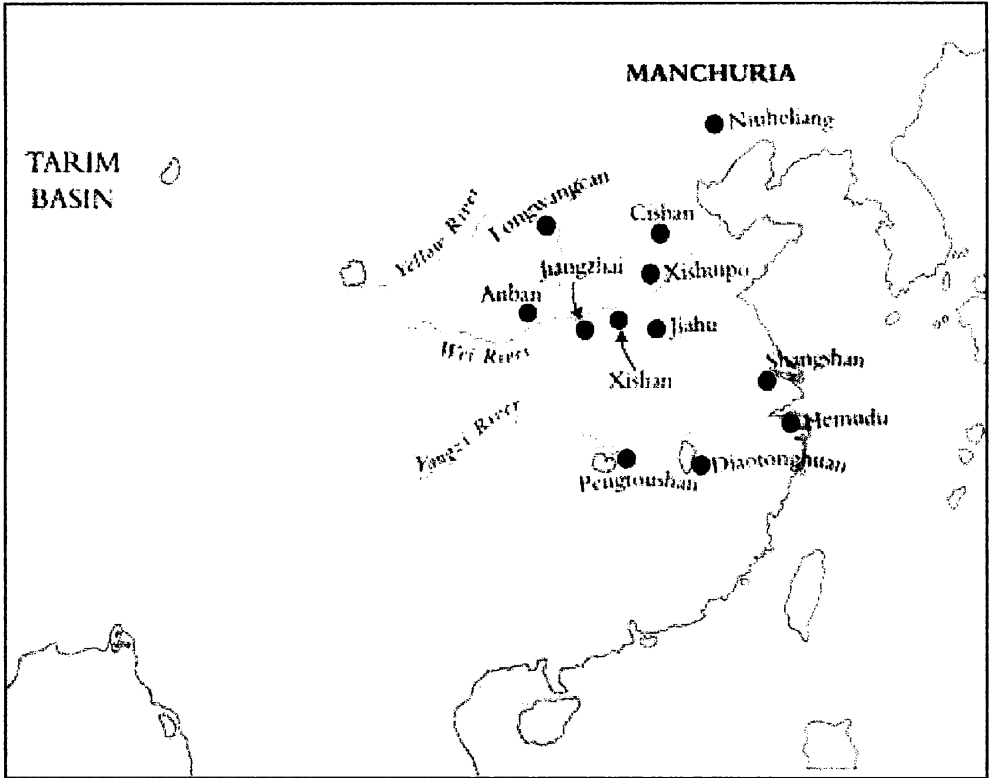 MANCHURIA
Niuheliang
TARIM
BASIN
Longwangcan
Cishan
Yellow River
Jiangzhai
Xishuipo
Anban
Jiahu
Wei River
Xishan
Shangshan
Yangzi River
Hemudu
Diaotonghuan
Pengtoushan